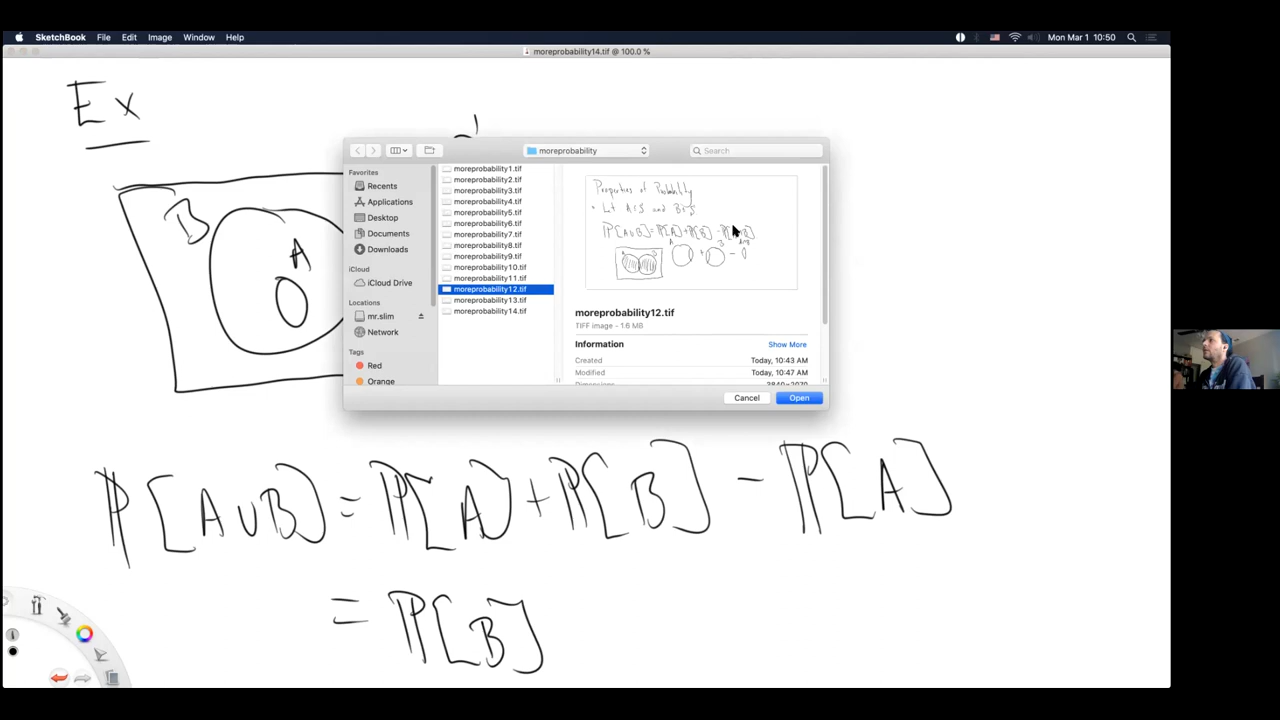 SketchBook File Edit Image Window Help Mon Mar 1 10:50
moreprobability14.tif @ 100.0 %
Ex
B
A
moreprobability
Search
Favorites
Recents
Applications
Desktop
Documents
Downloads
iCloud
iCloud Drive
Locations
mr.slim
Network
Tags
Red
Orange
moreprobability1.tif
moreprobability2.tif
moreprobability3.tif
moreprobability4.tif
moreprobability5.tif
moreprobability6.tif
moreprobability7.tif
moreprobability8.tif
moreprobability9.tif
moreprobability10.tif
moreprobability11.tif
moreprobability12.tif
moreprobability13.tif
moreprobability14.tif
Properties of Probability
Let A⊂S and B⊂S
P[A∪B]=P[A]+P[B]-P[A∩B]
moreprobability12.tif
TIFF image - 1.6 MB
Information Show More
Created Today, 10:43 AM
Modified Today, 10:47 AM
Cancel Open
P[A∪B] = P[A] + P[B] - P[A]
= P[B]